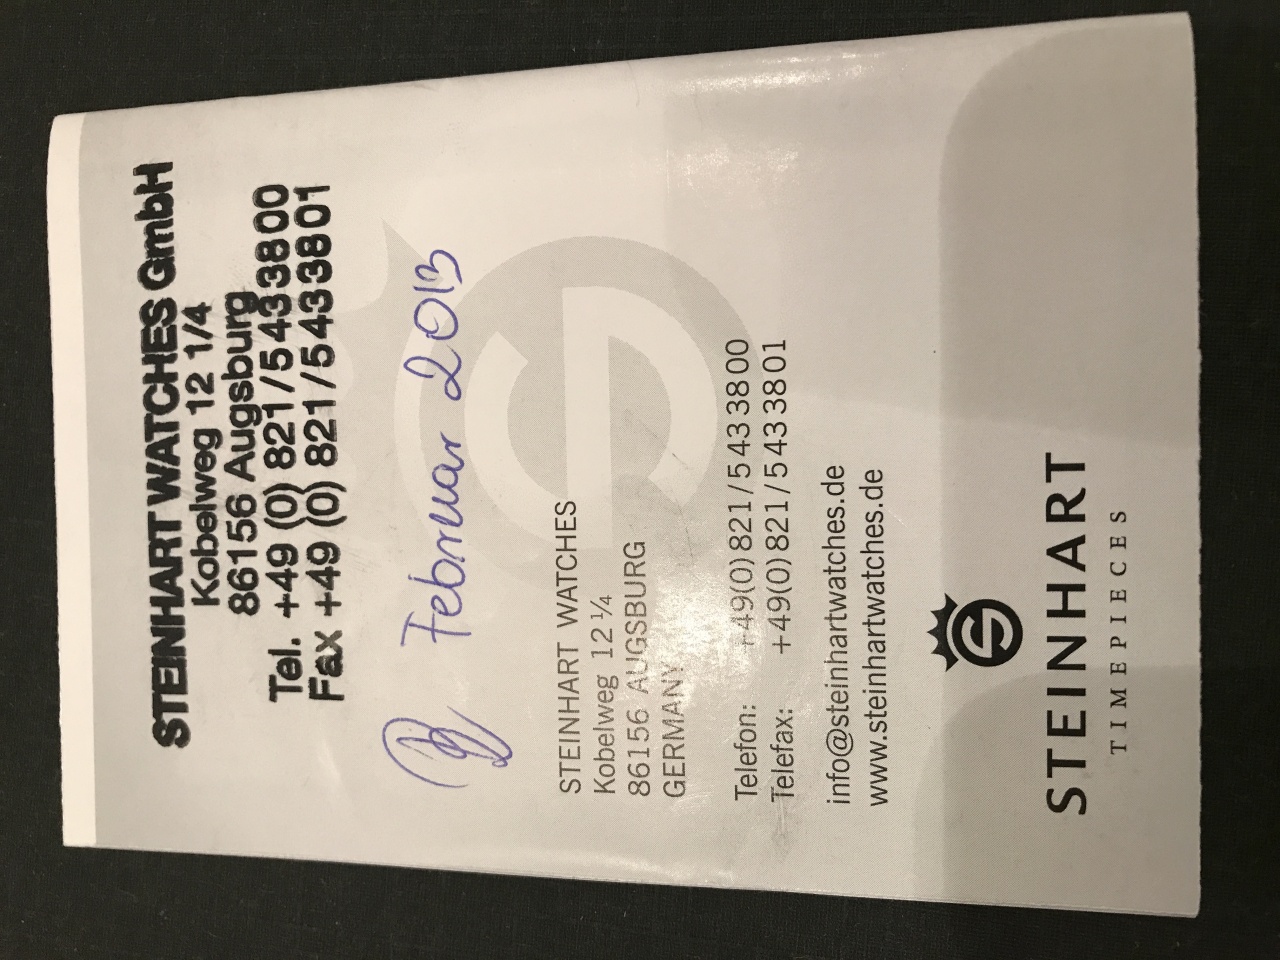 STEINHART WATCHES GmbH
Kobelweg 12 1/4
86156 Augsburg
Tel. +49 (0) 821/5433800
Fax +49 (0) 821/5433801
Februar 2013
STEINHART WATCHES
Kobelweg 12 ¼
86156 AUGSBURG
GERMANY
Telefon: +49(0)821/5433800
Telefax: +49(0)821/5433801
info@steinhartwatches.de
www.steinhartwatches.de
STEINHART
TIMEPIECES